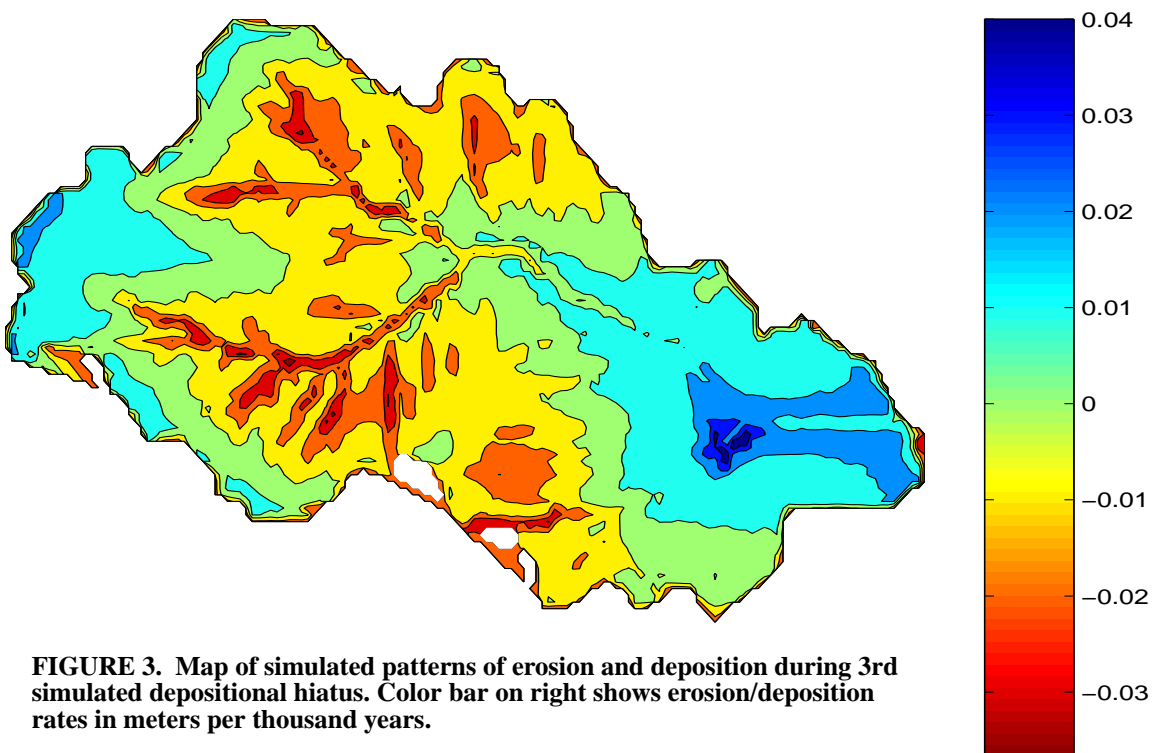 0.04
0.03
0.02
0.01
0
−0.01
−0.02
−0.03
FIGURE 3. Map of simulated patterns of erosion and deposition during 3rd
simulated depositional hiatus. Color bar on right shows erosion/deposition
rates in meters per thousand years.